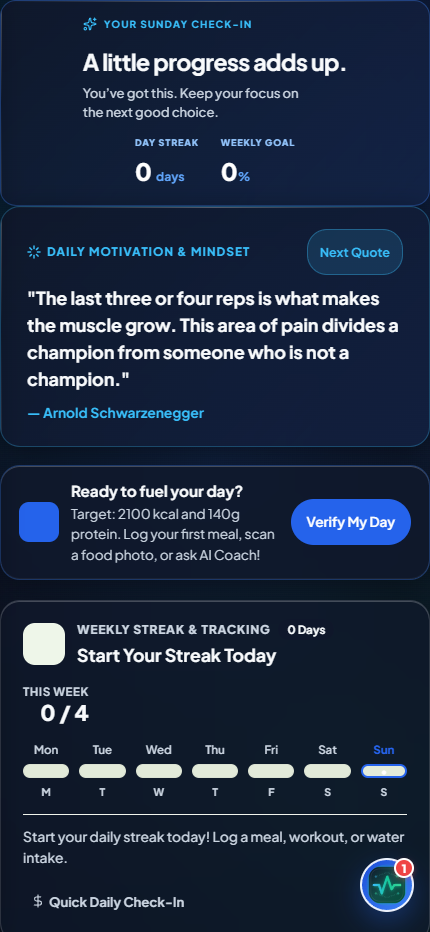 YOUR SUNDAY CHECK-IN
A little progress adds up.
You've got this. Keep your focus on
the next good choice.
DAY STREAK WEEKLY GOAL
0 days 0%
DAILY MOTIVATION & MINDSET Next Quote
"The last three or four reps is what makes
the muscle grow. This area of pain divides a
champion from someone who is not a
champion."
— Arnold Schwarzenegger
Ready to fuel your day?
Target: 2100 kcal and 140g
protein. Log your first meal, scan
a food photo, or ask AI Coach!
Verify My Day
WEEKLY STREAK & TRACKING 0 Days
Start Your Streak Today
THIS WEEK
0 / 4
Mon Tue Wed Thu Fri Sat Sun
M T W T F S S
Start your daily streak today! Log a meal, workout, or water
intake.
1
$ Quick Daily Check-In